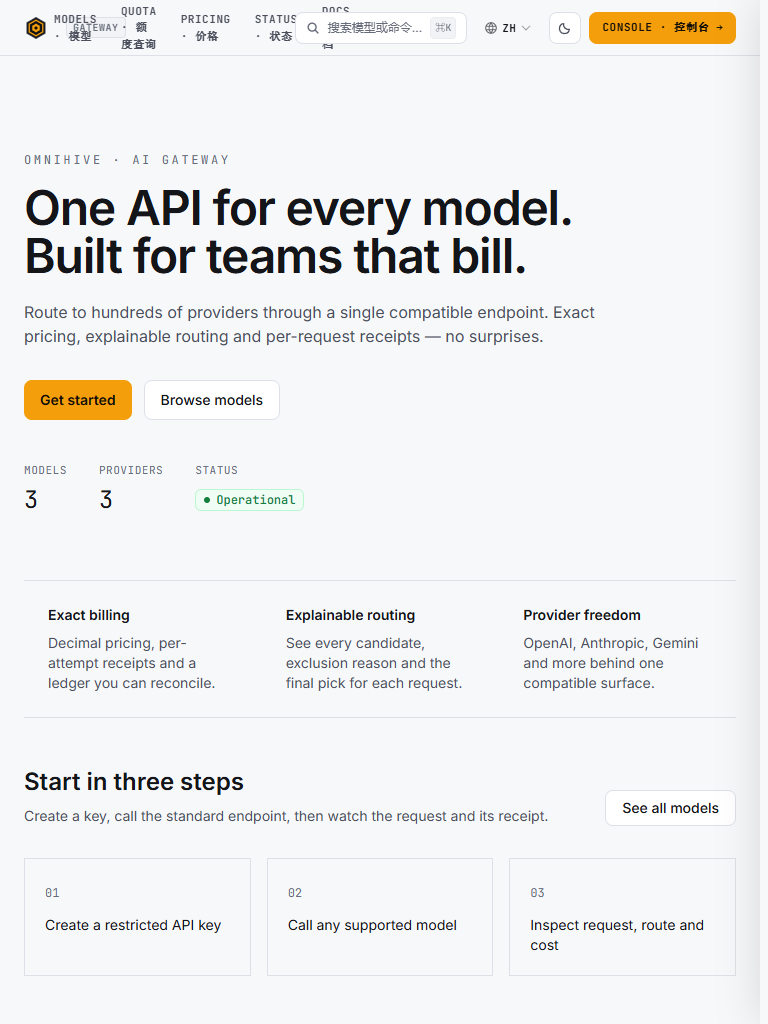 MODELS · 模型
GATEWAY
QUOTA · 额度查询
PRICING · 价格
STATUS · 状态
DOCS
搜索模型或命令...
⌘K
ZH
CONSOLE · 控制台 →
OMNIHIVE · AI GATEWAY
One API for every model.
Built for teams that bill.
Route to hundreds of providers through a single compatible endpoint. Exact
pricing, explainable routing and per-request receipts — no surprises.
Get started
Browse models
MODELS
PROVIDERS
STATUS
3
3
Operational
Exact billing
Decimal pricing, per-
attempt receipts and a
ledger you can reconcile.
Explainable routing
See every candidate,
exclusion reason and the
final pick for each request.
Provider freedom
OpenAI, Anthropic, Gemini
and more behind one
compatible surface.
Start in three steps
Create a key, call the standard endpoint, then watch the request and its receipt.
See all models
01
Create a restricted API key
02
Call any supported model
03
Inspect request, route and
cost